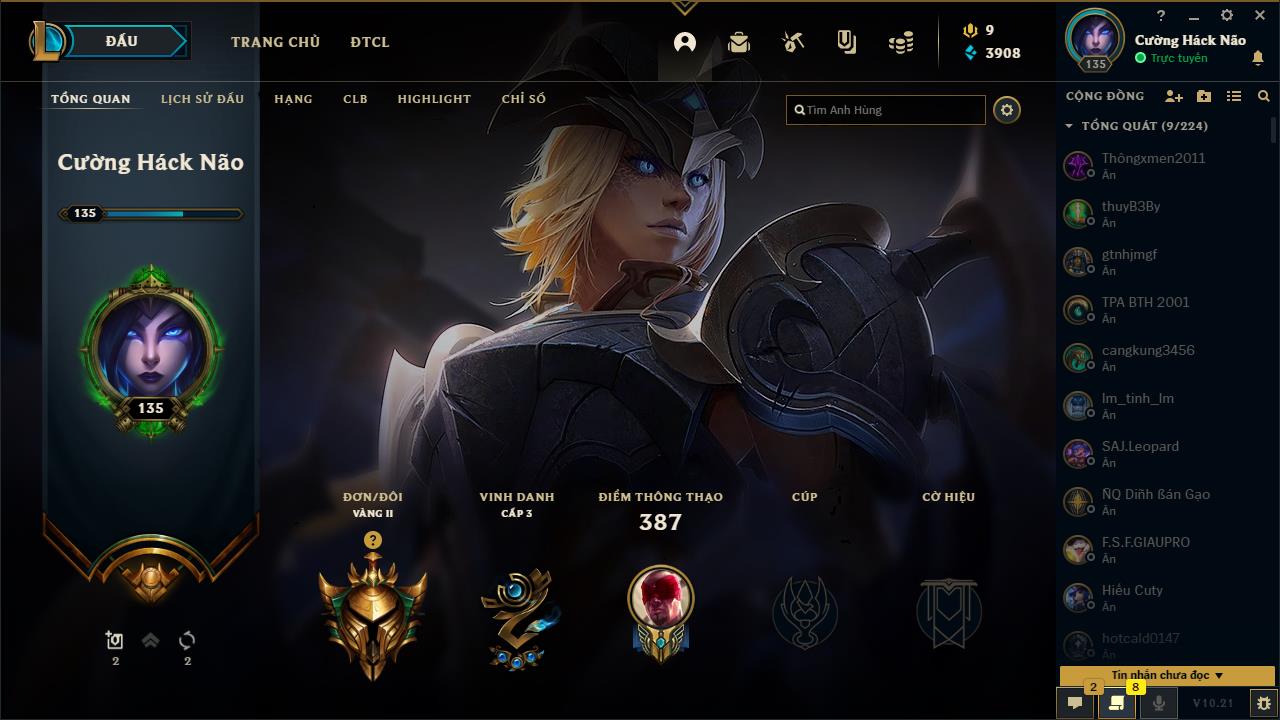 ĐẤU
TRANG CHỦ
ĐTCL
9
3908
?
Cường Háck Não
135
Trực tuyến
TỔNG QUAN
LỊCH SỬ ĐẤU
HẠNG
CLB
HIGHLIGHT
CHỈ SỐ
Tìm Anh Hùng
CỘNG ĐỒNG
TỔNG QUÁT (9/224)
Cường Háck Não
135
135
2
2
ĐƠN/ĐÔI
VÀNG II
?
VINH DANH
CẤP 3
ĐIỂM THÔNG THẠO
387
CÚP
CỜ HIỆU
Thôngxmen2011
Ẩn
thuyB3By
Ẩn
gtnhjmgf
Ẩn
TPA BTH 2001
Ẩn
cangkung3456
Ẩn
lm_tinh_lm
Ẩn
SAJ.Leopard
Ẩn
ÑQ Diñh ßán Gạo
Ẩn
F.S.F.GIAUPRO
Ẩn
Hiếu Cuty
Ẩn
hotcald0147
Ẩn
Tin nhắn chưa đọc
2
8
V10.21